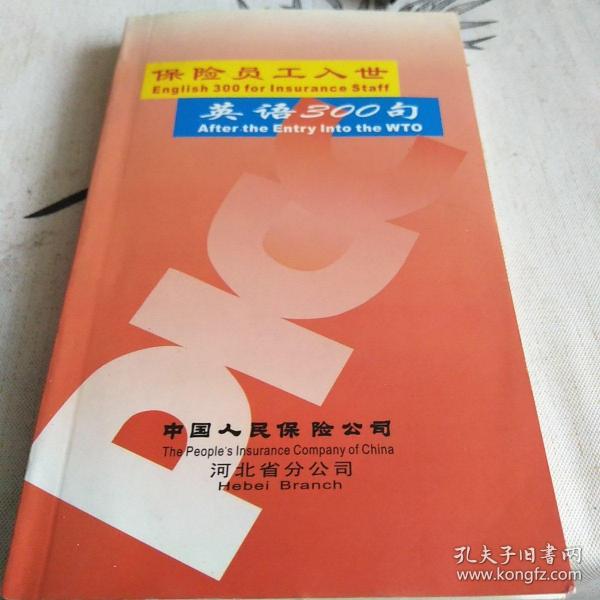 保险员工入世
English 300 for Insurance Staff
英语300句
After the Entry Into the WTO
PICC
中国人民保险公司
The People's Insurance Company of China
河北省分公司
Hebei Branch
孔夫子旧书网
www.kongfz.com